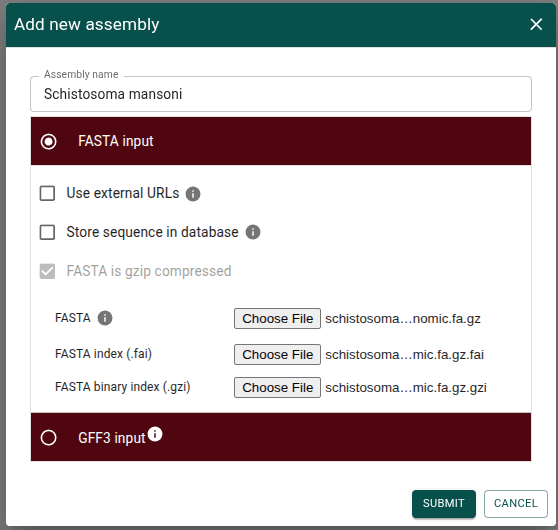 Add new assembly
Assembly name
Schistosoma mansoni
FASTA input
Use external URLs
Store sequence in database
FASTA is gzip compressed
FASTA Choose File schistosoma…nomic.fa.gz
FASTA index (.fai) Choose File schistosoma…mic.fa.gz.fai
FASTA binary index (.gzi) Choose File schistosoma…mic.fa.gz.gzi
GFF3 input
SUBMIT CANCEL